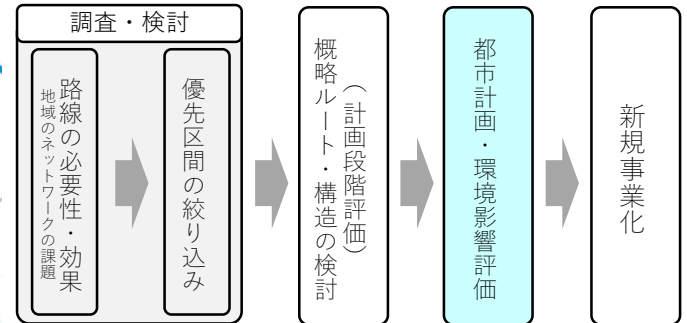 調査・検討
路線の必要性・効果
地域のネットワークの課題
優先区間の絞り込み
概略ルート・構造の検討
（計画段階評価）
都市計画・環境影響評価
新規事業化